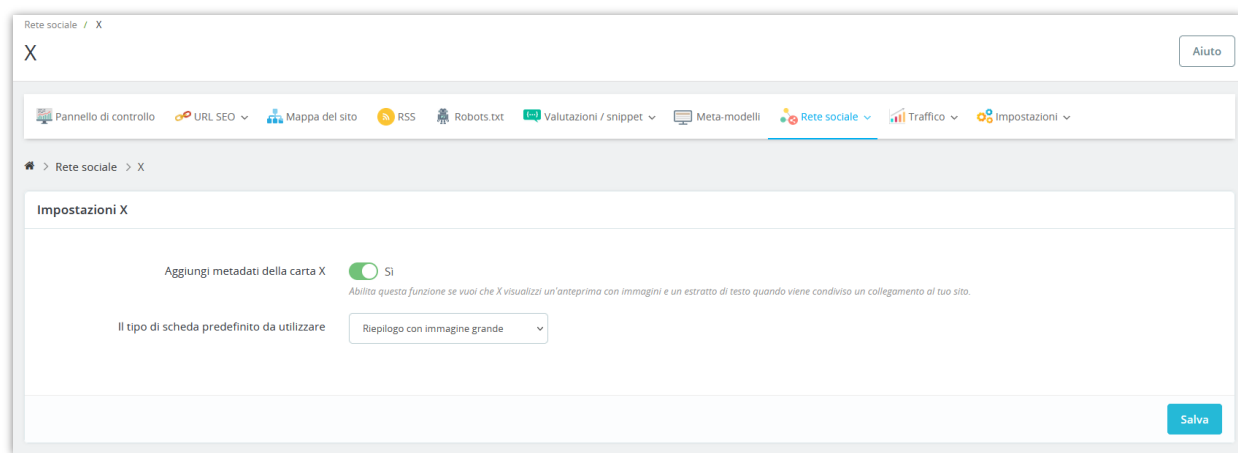 Rete sociale / X
X
Aiuto
Pannello di controllo URL SEO Mappa del sito RSS Robots.txt Valutazioni / snippet Meta-modelli Rete sociale Traffico Impostazioni
> Rete sociale > X
Impostazioni X
Aggiungi metadati della carta X Sì
Abilita questa funzione se vuoi che X visualizzi un'anteprima con immagini e un estratto di testo quando viene condiviso un collegamento al tuo sito.
Il tipo di scheda predefinito da utilizzare Riepilogo con immagine grande
Salva